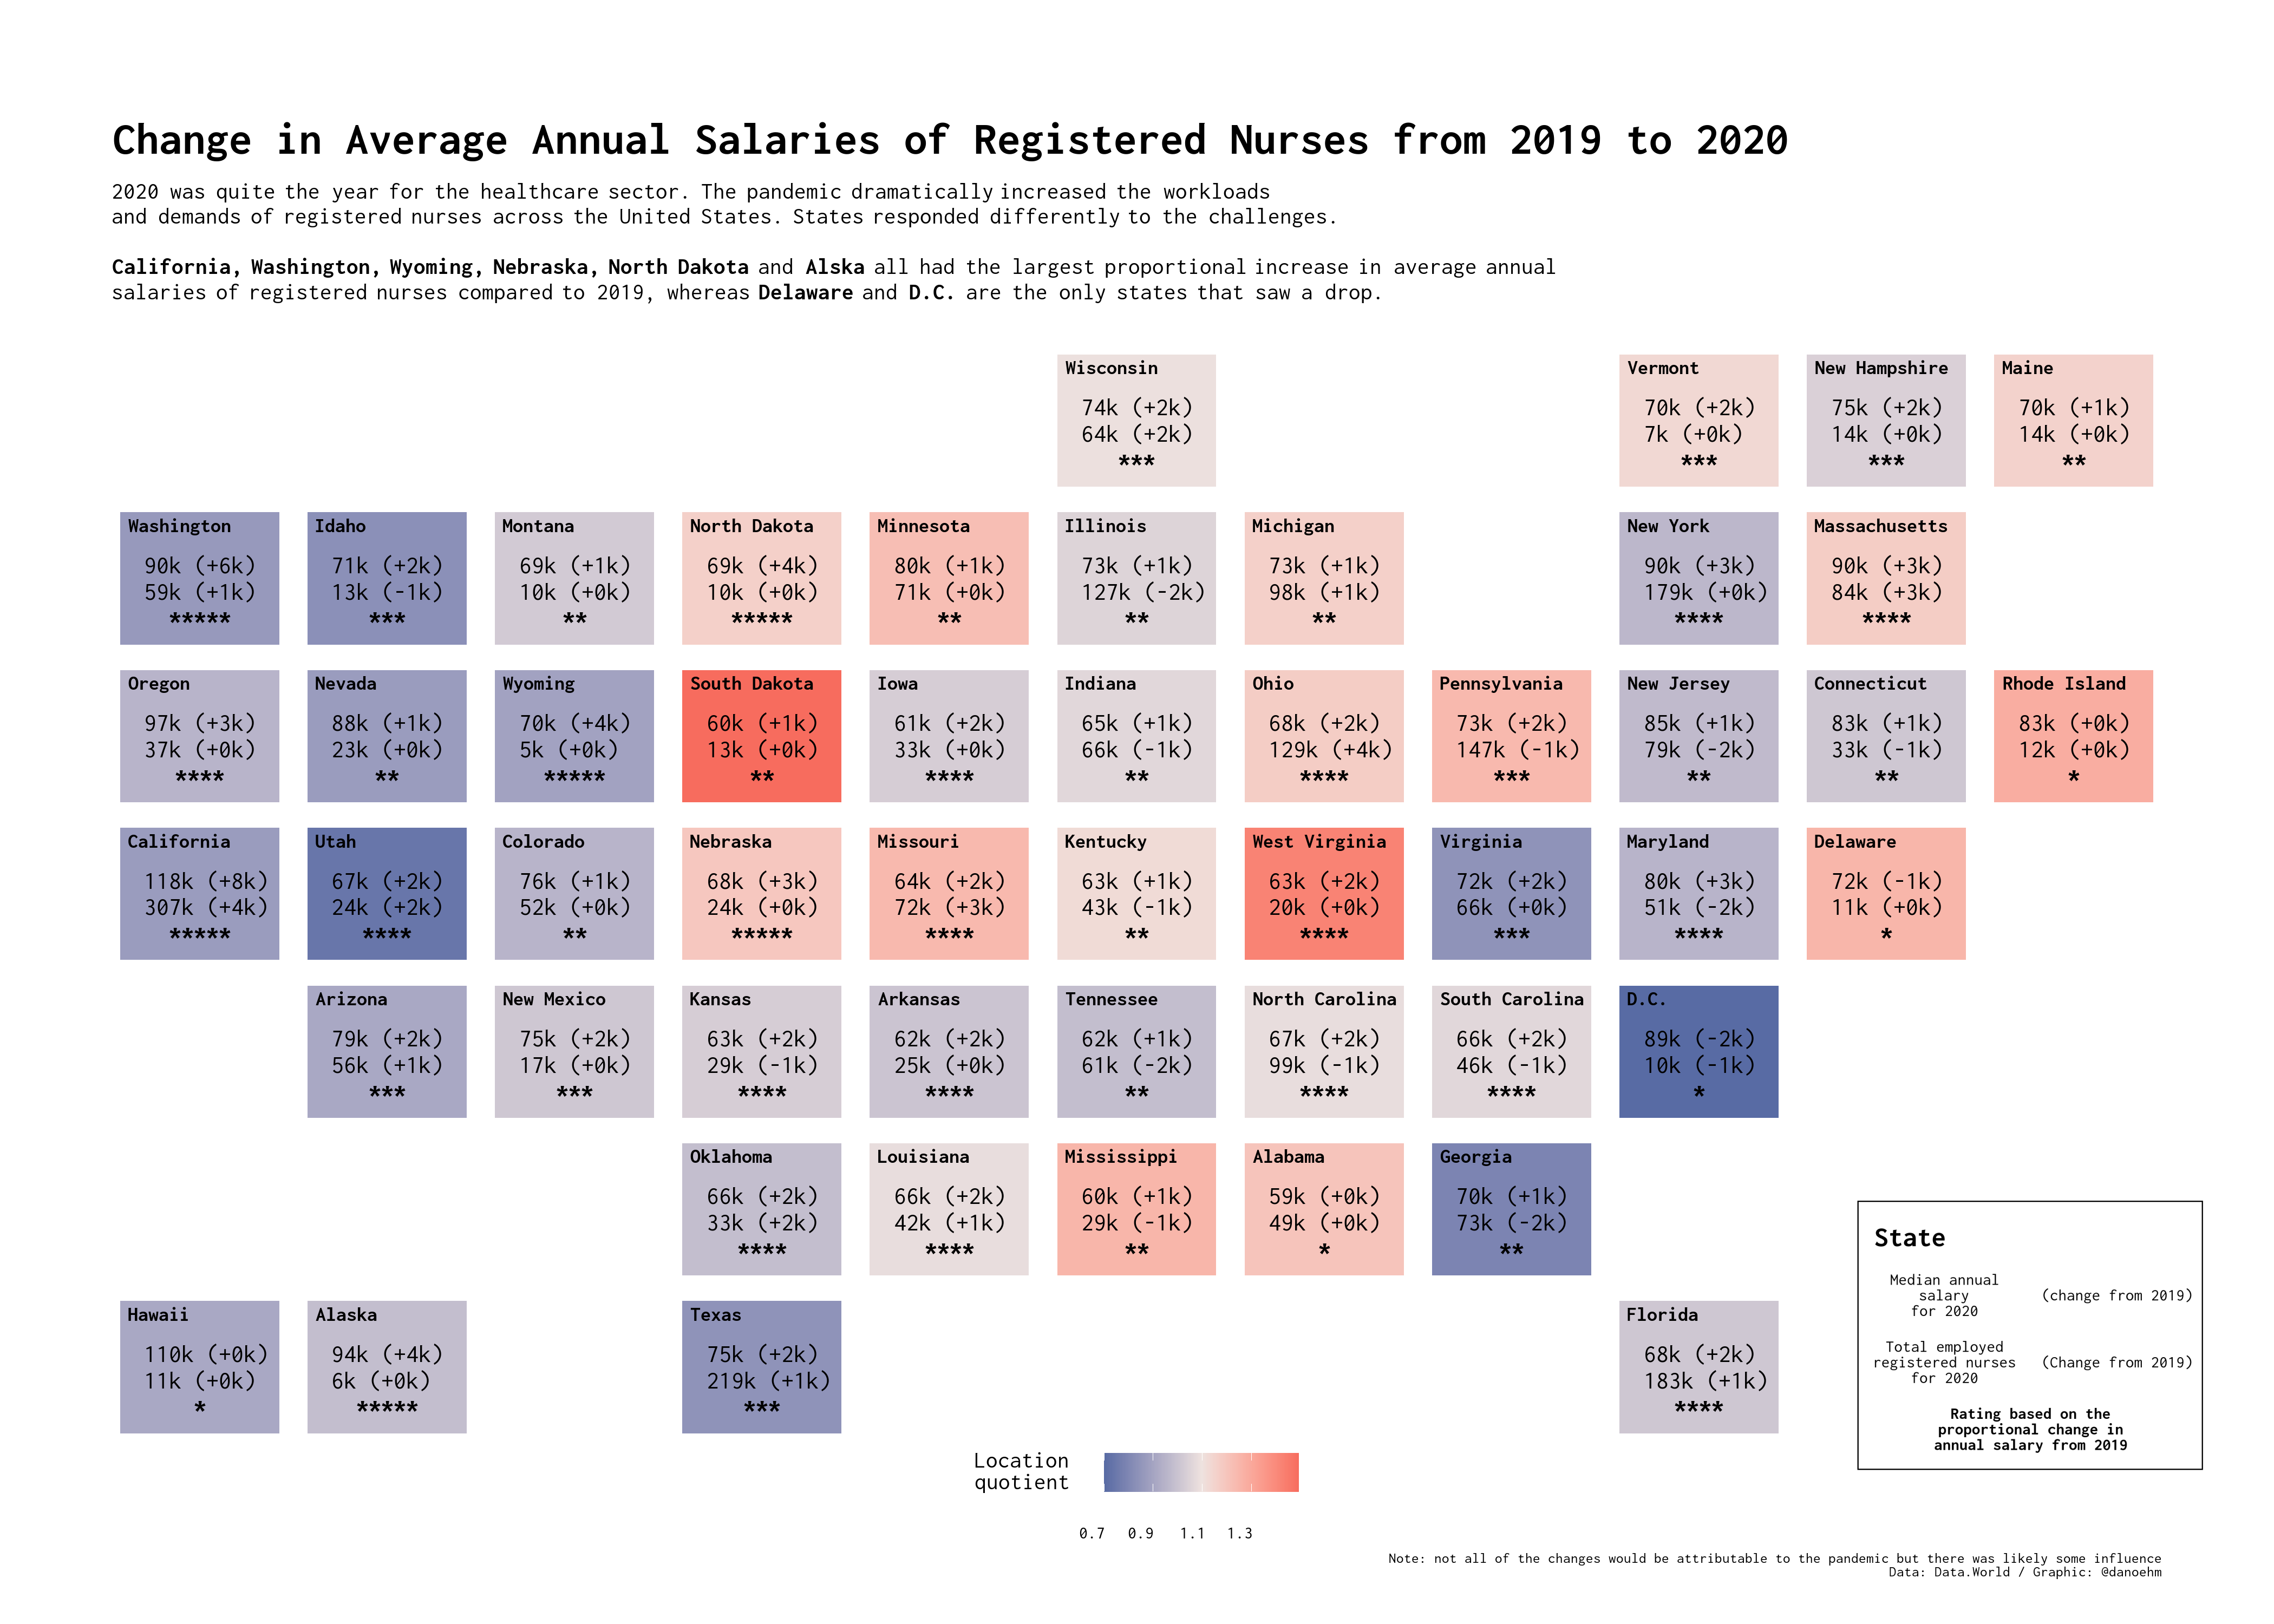 Change in Average Annual Salaries of Registered Nurses from 2019 to 2020
2020 was quite the year for the healthcare sector. The pandemic dramatically increased the workloads
and demands of registered nurses across the United States. States responded differently to the challenges.
California, Washington, Wyoming, Nebraska, North Dakota and Alska all had the largest proportional increase in average annual
salaries of registered nurses compared to 2019, whereas Delaware and D.C. are the only states that saw a drop.
Wisconsin
74k (+2k)
64k (+2k)
***
Vermont
70k (+2k)
7k (+0k)
***
New Hampshire
75k (+2k)
14k (+0k)
***
Maine
70k (+1k)
14k (+0k)
**
Washington
90k (+6k)
59k (+1k)
*****
Idaho
71k (+2k)
13k (-1k)
***
Montana
69k (+1k)
10k (+0k)
**
North Dakota
69k (+4k)
10k (+0k)
*****
Minnesota
80k (+1k)
71k (+0k)
**
Illinois
73k (+1k)
127k (-2k)
**
Michigan
73k (+1k)
98k (+1k)
**
New York
90k (+3k)
179k (+0k)
****
Massachusetts
90k (+3k)
84k (+3k)
****
Oregon
97k (+3k)
37k (+0k)
****
Nevada
88k (+1k)
23k (+0k)
**
Wyoming
70k (+4k)
5k (+0k)
*****
South Dakota
60k (+1k)
13k (+0k)
**
Iowa
61k (+2k)
33k (+0k)
****
Indiana
65k (+1k)
66k (-1k)
**
Ohio
68k (+2k)
129k (+4k)
****
Pennsylvania
73k (+2k)
147k (-1k)
***
New Jersey
85k (+1k)
79k (-2k)
**
Connecticut
83k (+1k)
33k (-1k)
**
Rhode Island
83k (+0k)
12k (+0k)
*
California
118k (+8k)
307k (+4k)
*****
Utah
67k (+2k)
24k (+2k)
****
Colorado
76k (+1k)
52k (+0k)
**
Nebraska
68k (+3k)
24k (+0k)
*****
Missouri
64k (+2k)
72k (+3k)
****
Kentucky
63k (+1k)
43k (-1k)
**
West Virginia
63k (+2k)
20k (+0k)
****
Virginia
72k (+2k)
66k (+0k)
***
Maryland
80k (+3k)
51k (-2k)
****
Delaware
72k (-1k)
11k (+0k)
*
Arizona
79k (+2k)
56k (+1k)
***
New Mexico
75k (+2k)
17k (+0k)
***
Kansas
63k (+2k)
29k (-1k)
****
Arkansas
62k (+2k)
25k (+0k)
****
Tennessee
62k (+1k)
61k (-2k)
**
North Carolina
67k (+2k)
99k (-1k)
****
South Carolina
66k (+2k)
46k (-1k)
****
D.C.
89k (-2k)
10k (-1k)
*
Oklahoma
66k (+2k)
33k (+2k)
****
Louisiana
66k (+2k)
42k (+1k)
****
Mississippi
60k (+1k)
29k (-1k)
**
Alabama
59k (+0k)
49k (+0k)
*
Georgia
70k (+1k)
73k (-2k)
**
Hawaii
110k (+0k)
11k (+0k)
*
Alaska
94k (+4k)
6k (+0k)
*****
Texas
75k (+2k)
219k (+1k)
***
Florida
68k (+2k)
183k (+1k)
****
State
Median annual
salary
for 2020
(change from 2019)
Total employed
registered nurses
for 2020
(Change from 2019)
Rating based on the
proportional change in
annual salary from 2019
Location
quotient
0.7 0.9 1.1 1.3
Note: not all of the changes would be attributable to the pandemic but there was likely some influence
Data: Data.World / Graphic: @danoehm